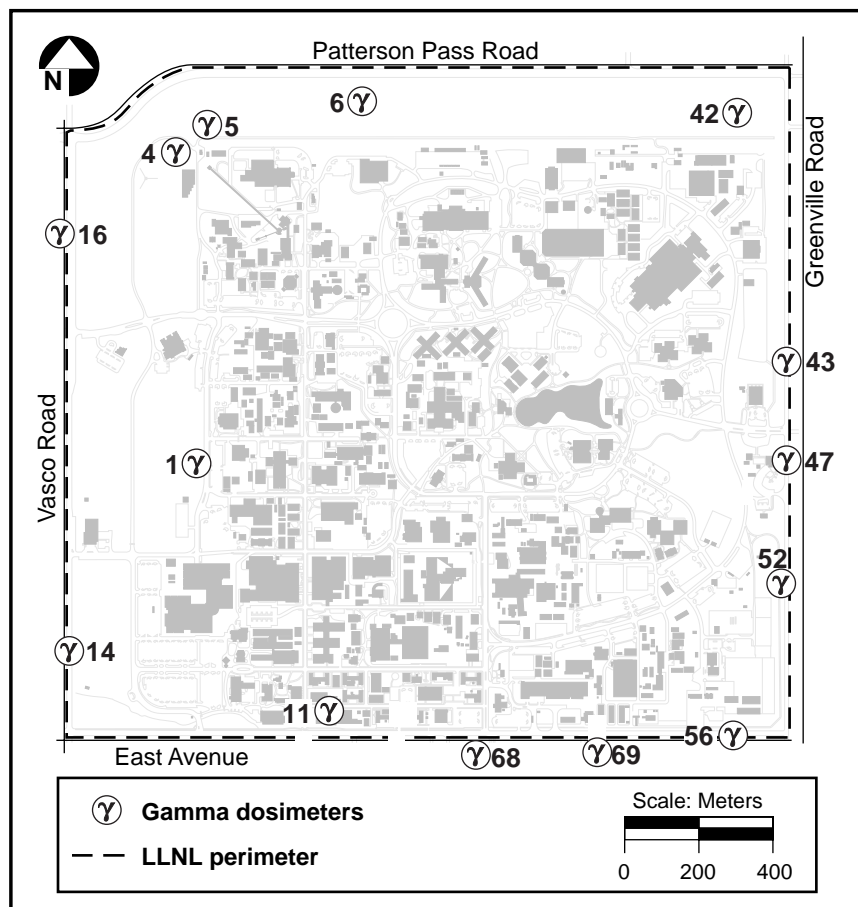 Patterson Pass Road
N
6 γ
42 γ
γ 5
4 γ
Greenville Road
γ 16
γ 43
Vasco Road
1 γ
γ 47
52
γ
γ 14
11 γ
56 γ
East Avenue
γ 68
γ 69
γ Gamma dosimeters
LLNL perimeter
Scale: Meters
0 200 400